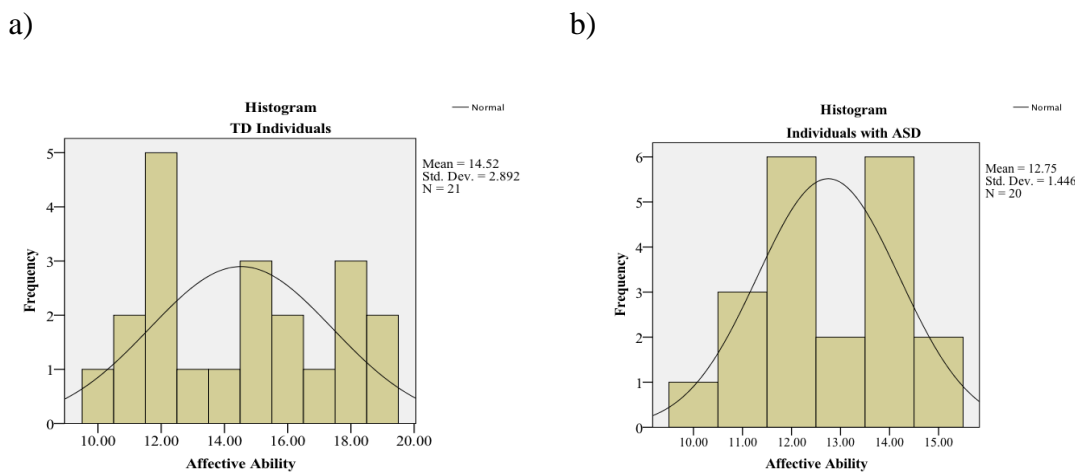 a)
Histogram
TD Individuals
Normal
Mean = 14.52
Std. Dev. = 2.892
N = 21
Frequency
5
4
3
2
1
0
10.00 12.00 14.00 16.00 18.00 20.00
Affective Ability
b)
Histogram
Individuals with ASD
Normal
Mean = 12.75
Std. Dev. = 1.446
N = 20
Frequency
6
5
4
3
2
1
0
10.00 11.00 12.00 13.00 14.00 15.00
Affective Ability